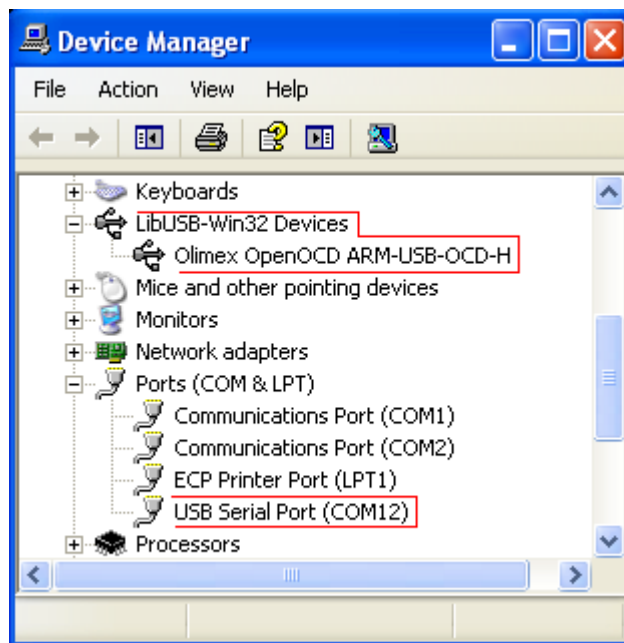 Device Manager
File Action View Help
Keyboards
LibUSB-Win32 Devices
Olimex OpenOCD ARM-USB-OCD-H
Mice and other pointing devices
Monitors
Network adapters
Ports (COM & LPT)
Communications Port (COM1)
Communications Port (COM2)
ECP Printer Port (LPT1)
USB Serial Port (COM12)
Processors